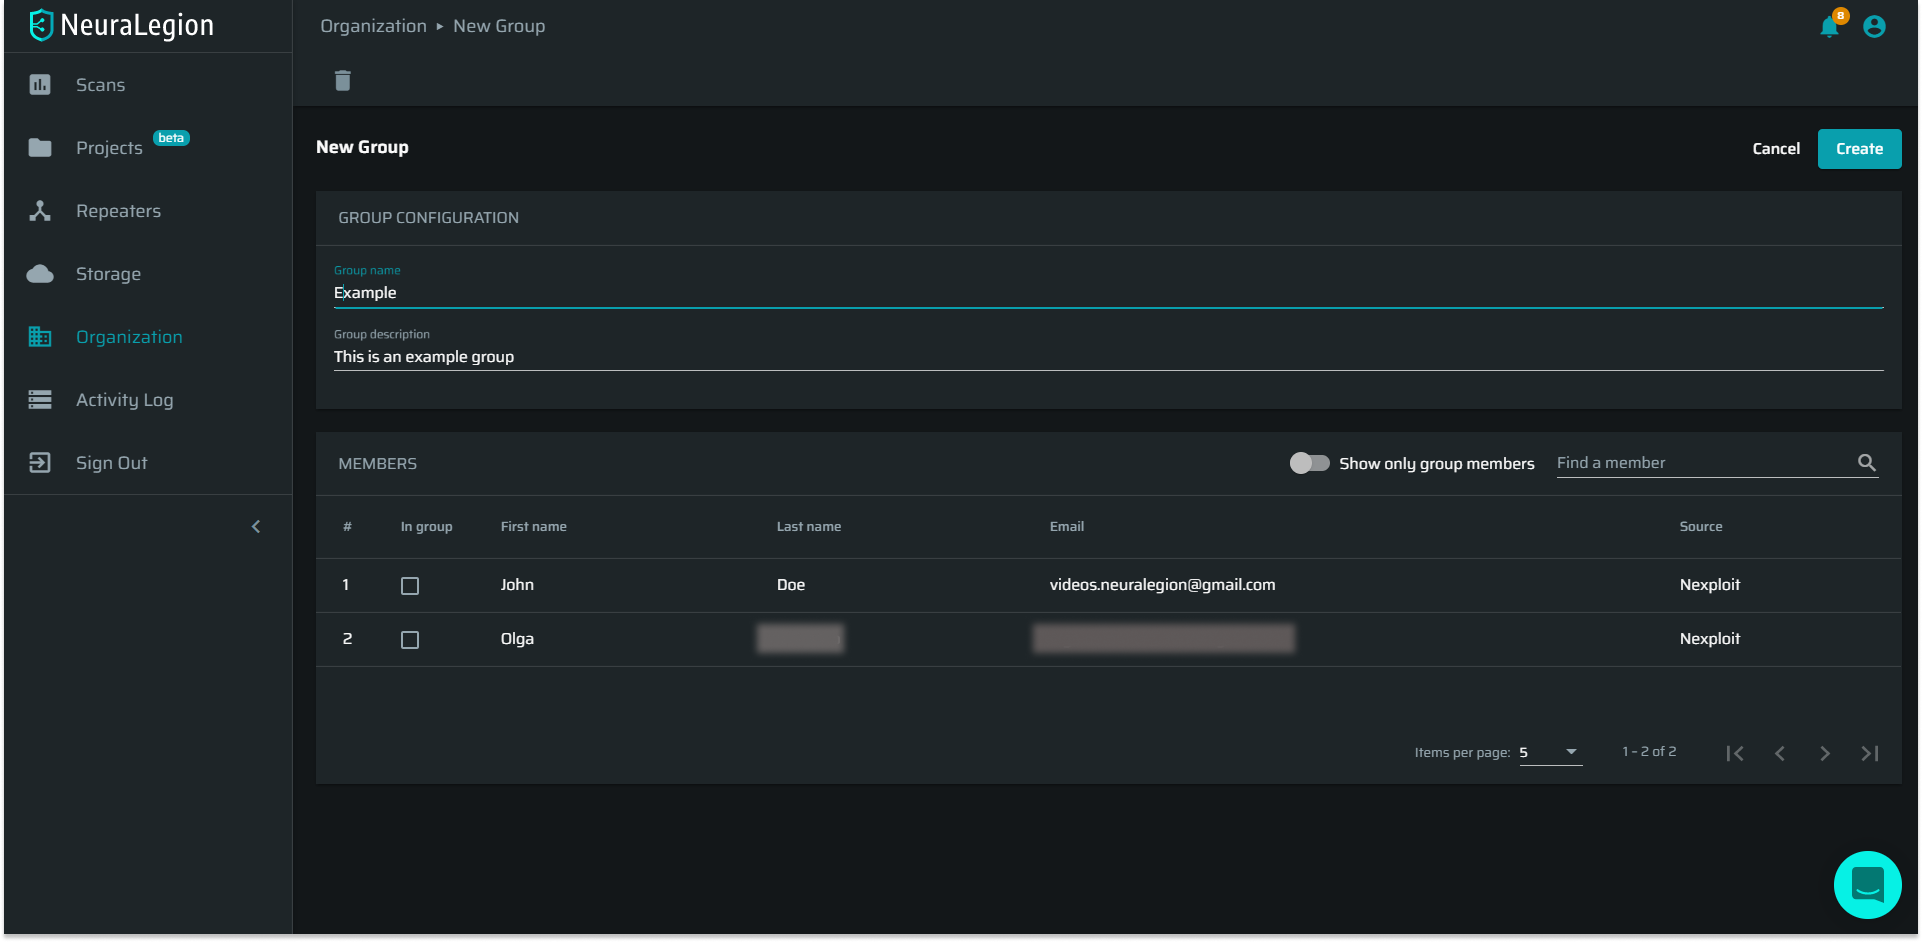 NeuraLegion
Organization ▸ New Group
8
Scans
Projects beta
Repeaters
Storage
Organization
Activity Log
Sign Out
New Group
Cancel
Create
GROUP CONFIGURATION
Group name
Example
Group description
This is an example group
MEMBERS
Show only group members
Find a member
# In group First name Last name Email Source
1 John Doe videos.neuralegion@gmail.com Nexploit
2 Olga Nexploit
Items per page: 5 1 – 2 of 2